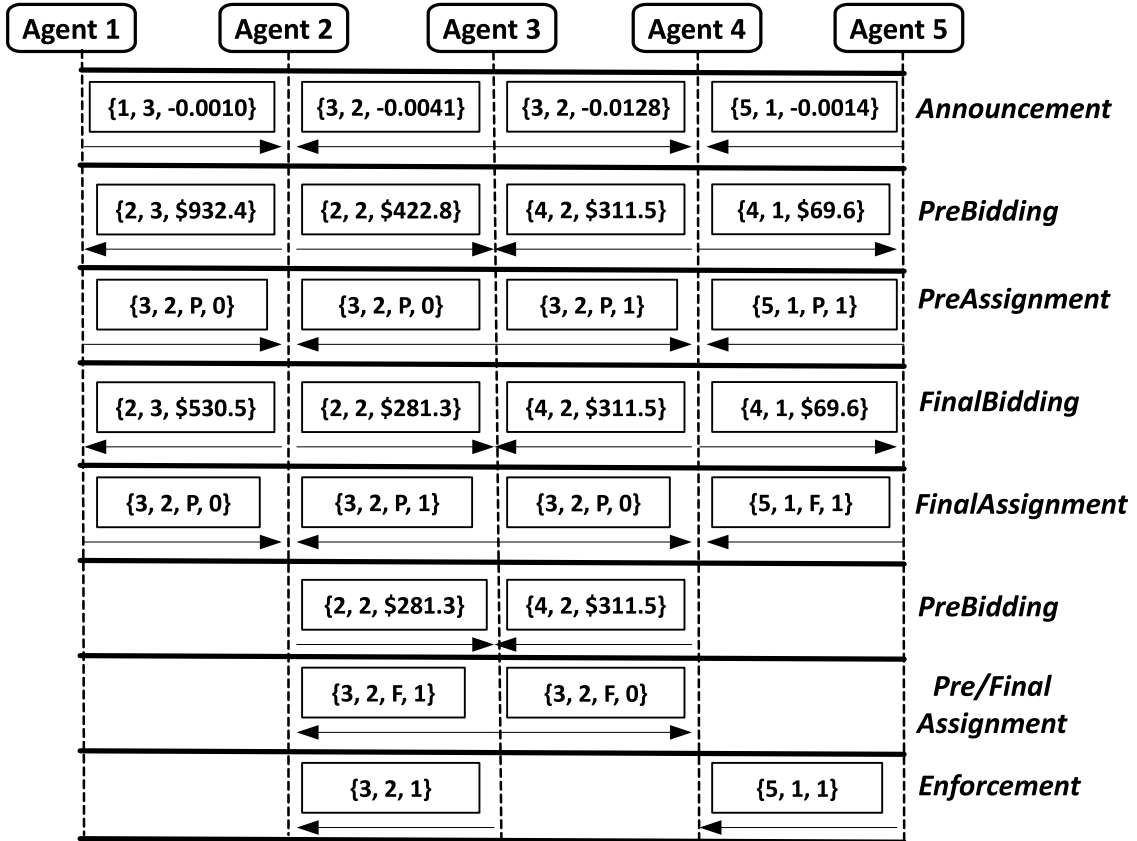 Agent 1 Agent 2 Agent 3 Agent 4 Agent 5
{1, 3, -0.0010} {3, 2, -0.0041} {3, 2, -0.0128} {5, 1, -0.0014} Announcement
{2, 3, $932.4} {2, 2, $422.8} {4, 2, $311.5} {4, 1, $69.6} PreBidding
{3, 2, P, 0} {3, 2, P, 0} {3, 2, P, 1} {5, 1, P, 1} PreAssignment
{2, 3, $530.5} {2, 2, $281.3} {4, 2, $311.5} {4, 1, $69.6} FinalBidding
{3, 2, P, 0} {3, 2, P, 1} {3, 2, P, 0} {5, 1, F, 1} FinalAssignment
{2, 2, $281.3} {4, 2, $311.5} PreBidding
{3, 2, F, 1} {3, 2, F, 0} Pre/Final
Assignment
{3, 2, 1} {5, 1, 1} Enforcement